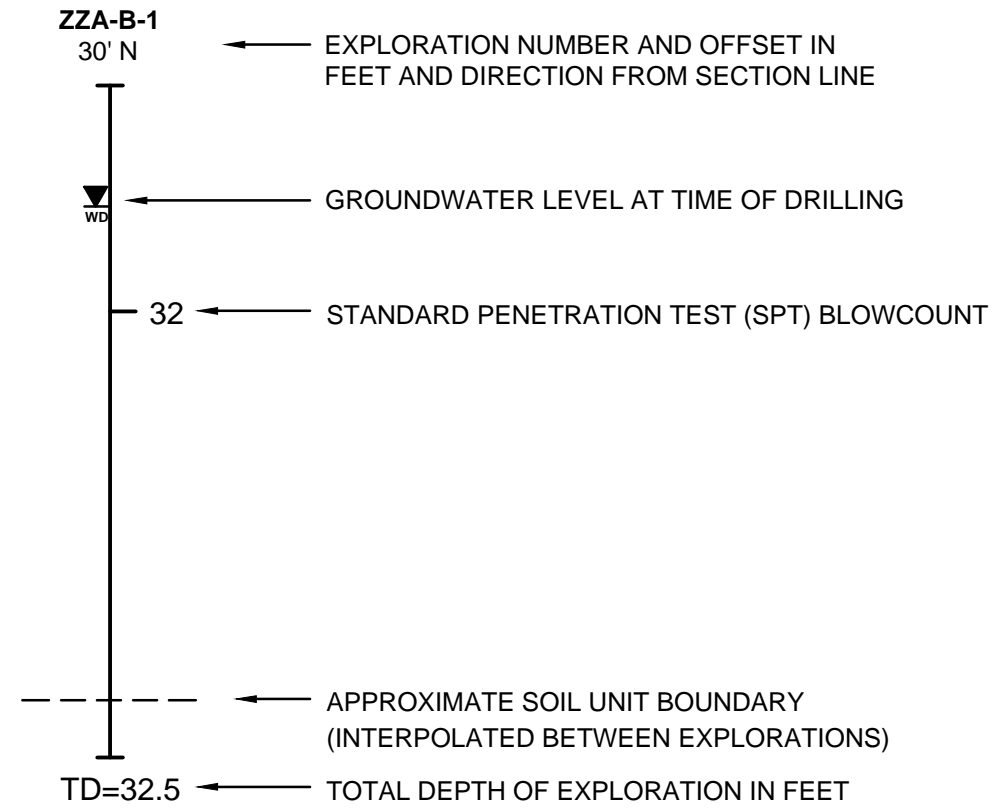 ZZA-B-1
30' N
EXPLORATION NUMBER AND OFFSET IN
FEET AND DIRECTION FROM SECTION LINE
WD
GROUNDWATER LEVEL AT TIME OF DRILLING
32
STANDARD PENETRATION TEST (SPT) BLOWCOUNT
APPROXIMATE SOIL UNIT BOUNDARY
(INTERPOLATED BETWEEN EXPLORATIONS)
TD=32.5
TOTAL DEPTH OF EXPLORATION IN FEET